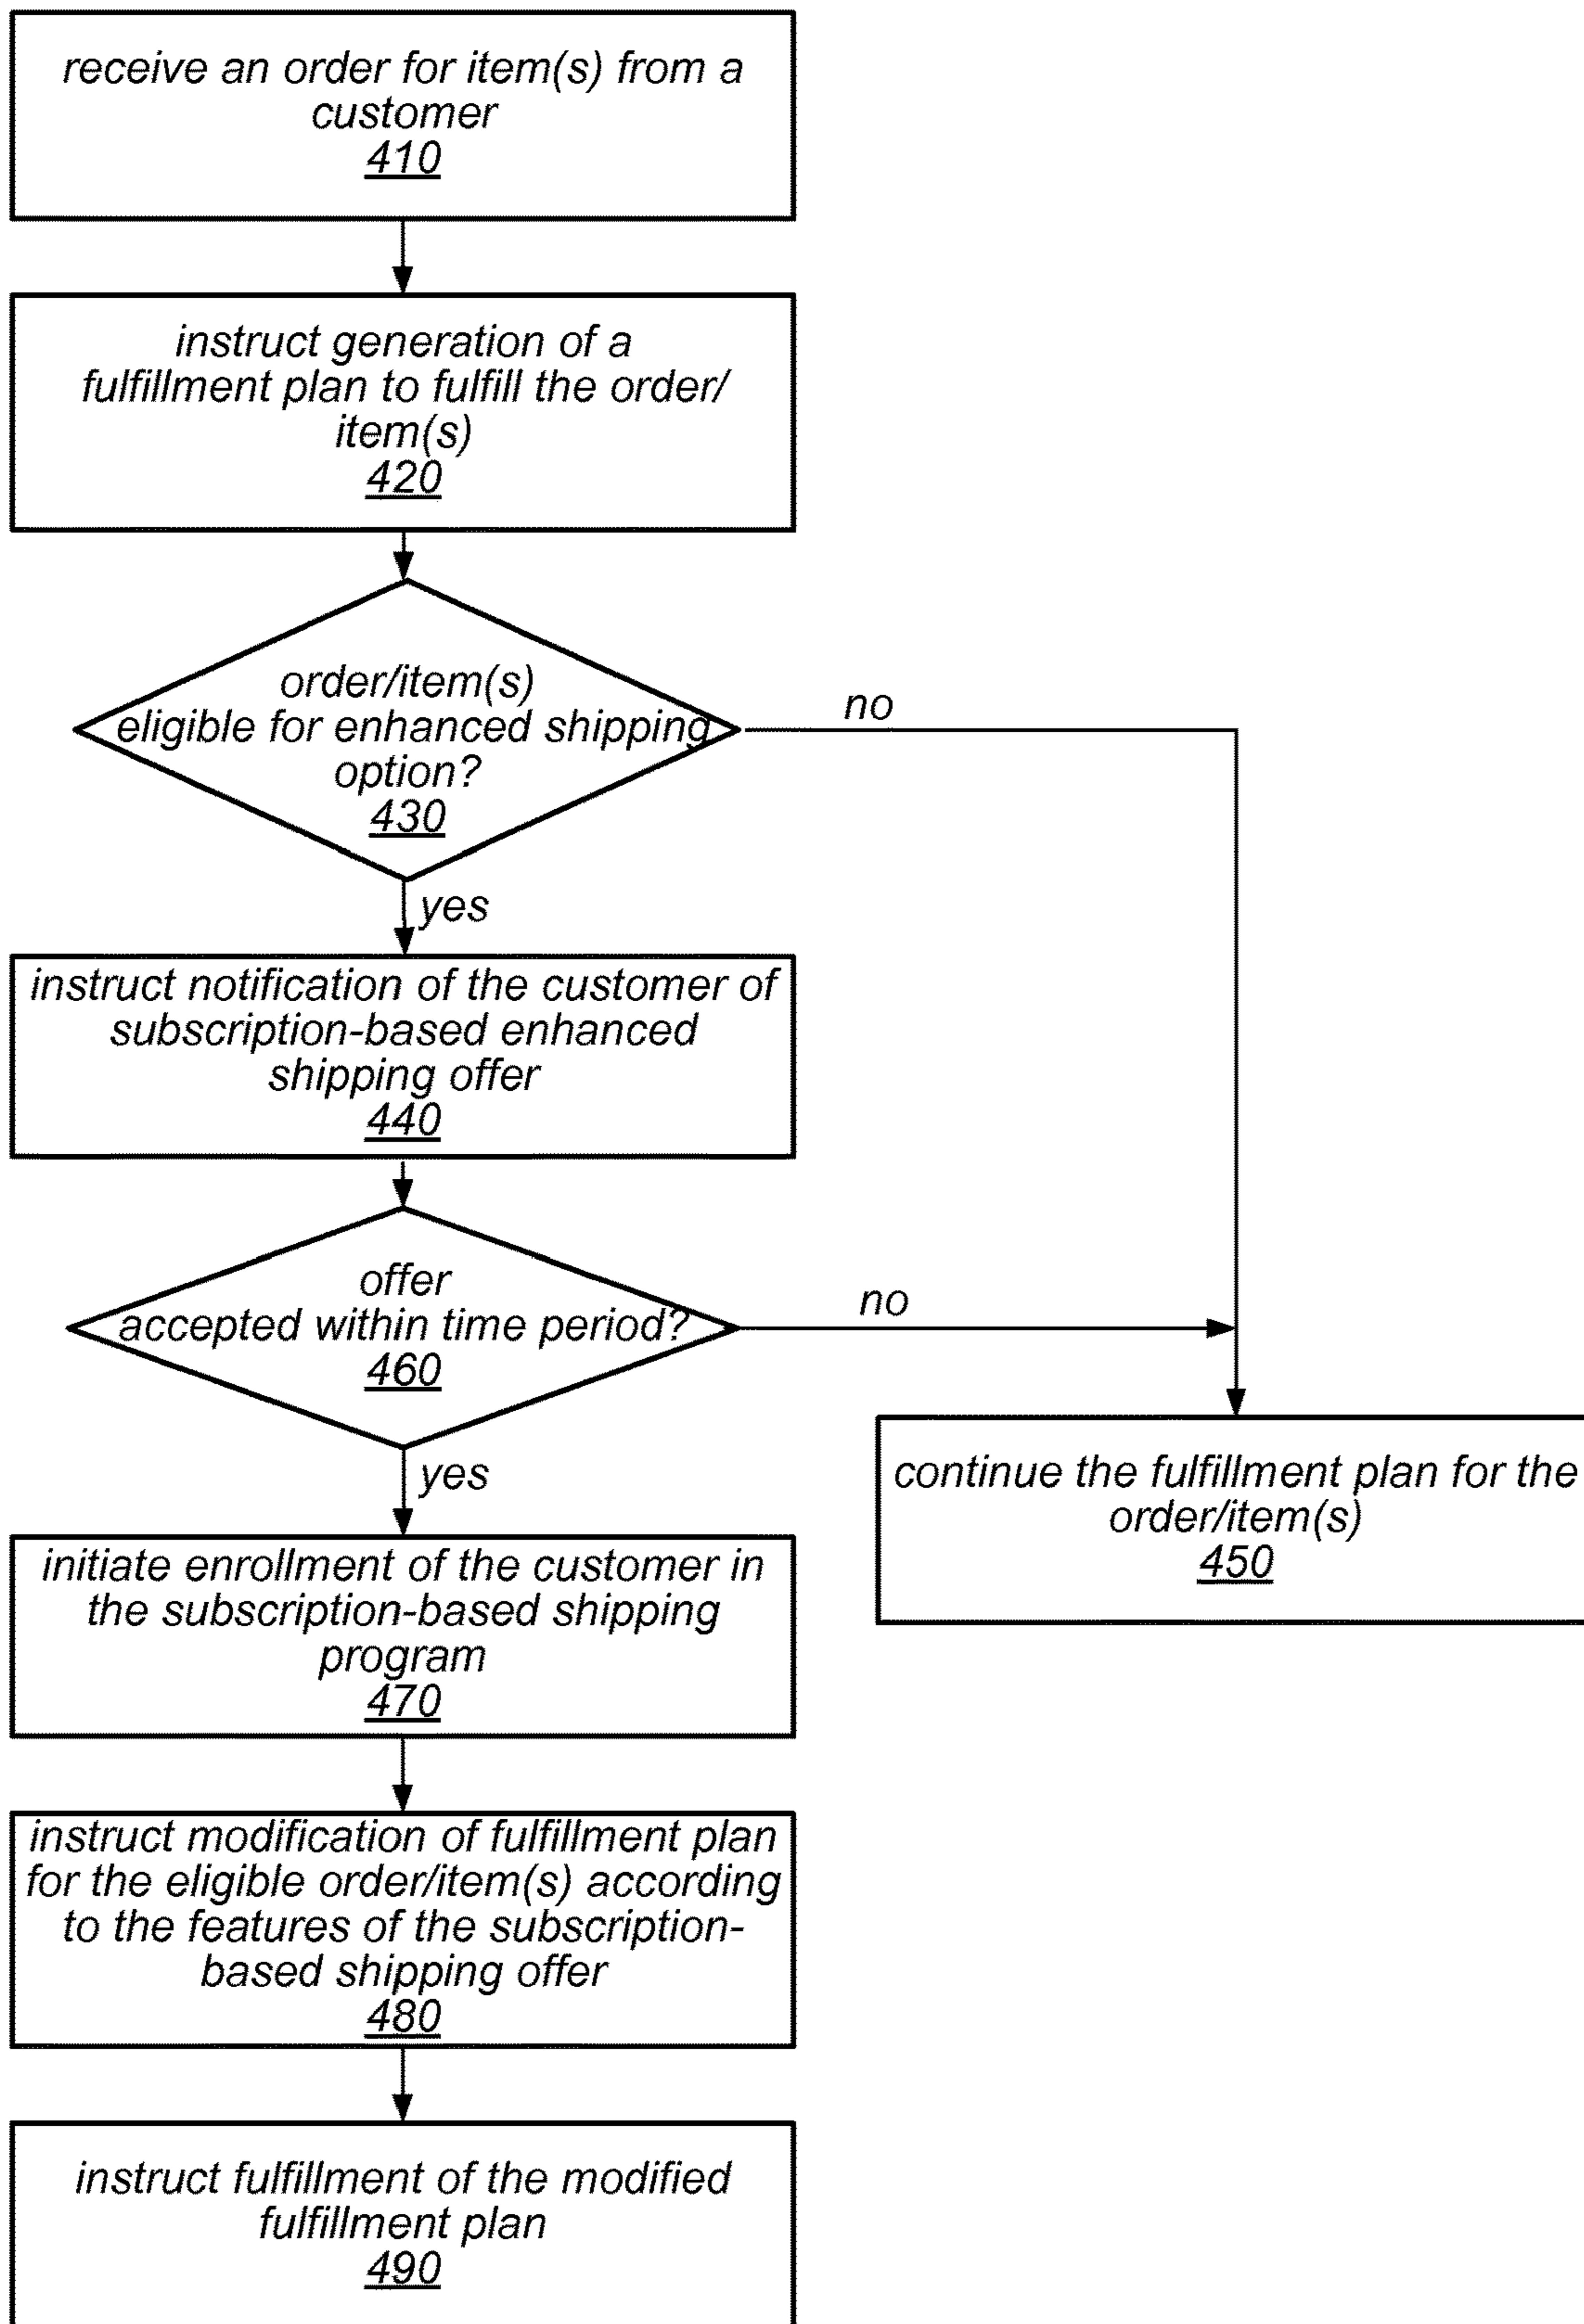 receive an order for item(s) from a
customer
410
instruct generation of a
fulfillment plan to fulfill the order/
item(s)
420
order/item(s)
eligible for enhanced shipping
option?
430
no
yes
instruct notification of the customer of
subscription-based enhanced
shipping offer
440
offer
accepted within time period?
460
no
yes
continue the fulfillment plan for the
order/item(s)
450
initiate enrollment of the customer in
the subscription-based shipping
program
470
instruct modification of fulfillment plan
for the eligible order/item(s) according
to the features of the subscription-
based shipping offer
480
instruct fulfillment of the modified
fulfillment plan
490